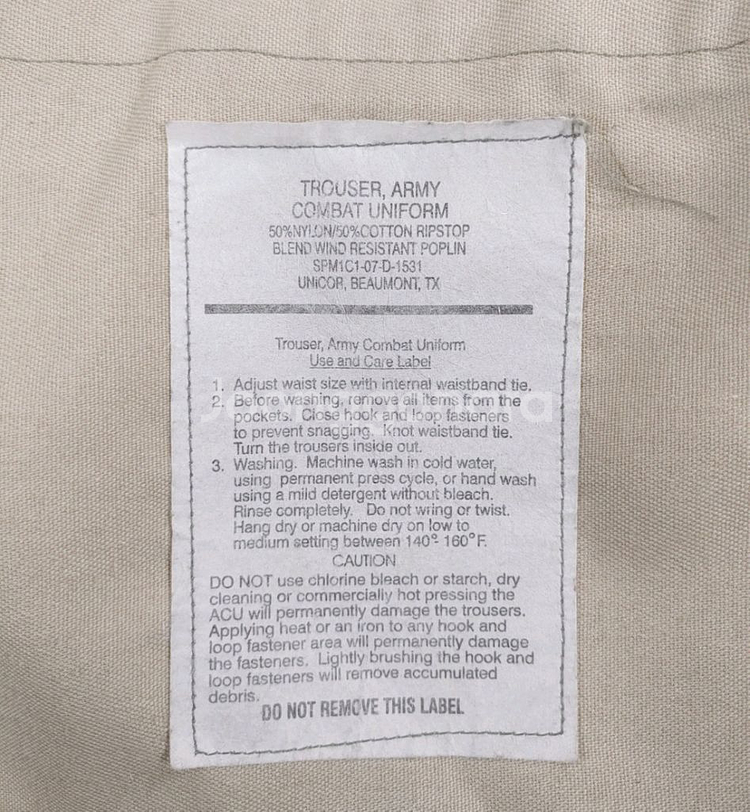 TROUSER, ARMY
COMBAT UNIFORM
50%NYLON/50%COTTON RIPSTOP
BLEND WIND RESISTANT POPLIN
SPM1C1-07-D-1531
UNICOR, BEAUMONT, TX
Trouser, Army Combat Uniform
Use and Care Label
1. Adjust waist size with internal waistband tie.
2. Before washing, remove all items from the
pockets. Close hook and loop fasteners
to prevent snagging. Knot waistband tie.
Turn the trousers inside out.
3. Washing. Machine wash in cold water,
using permanent press cycle, or hand wash
using a mild detergent without bleach.
Rinse completely. Do not wring or twist.
Hang dry or machine dry on low to
medium setting between 140°- 160°F.
CAUTION
DO NOT use chlorine bleach or starch, dry
cleaning or commercially hot pressing the
ACU will permanently damage the trousers.
Applying heat or an iron to any hook and
loop fastener area will permanently damage
the fasteners. Lightly brushing the hook and
loop fasteners will remove accumulated
debris.
DO NOT REMOVE THIS LABEL